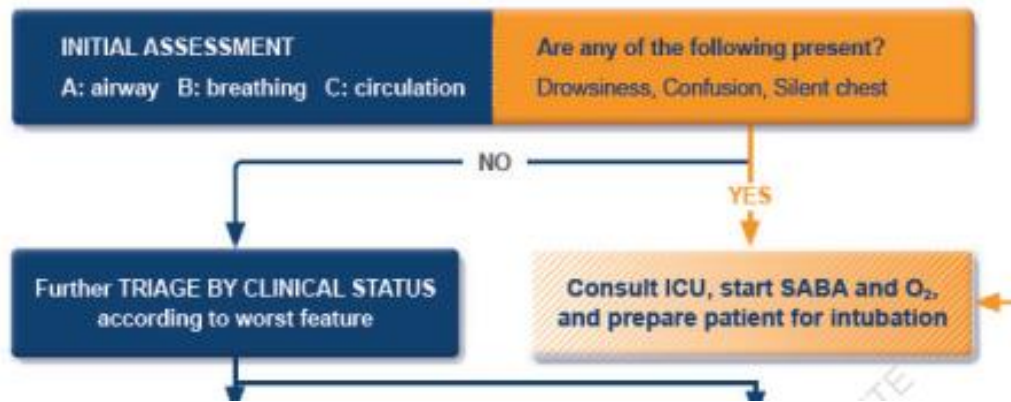 INITIAL ASSESSMENT
A: airway B: breathing C: circulation
Are any of the following present?
Drowsiness, Confusion, Silent chest
NO
YES
Further TRIAGE BY CLINICAL STATUS
according to worst feature
Consult ICU, start SABA and O₂,
and prepare patient for intubation